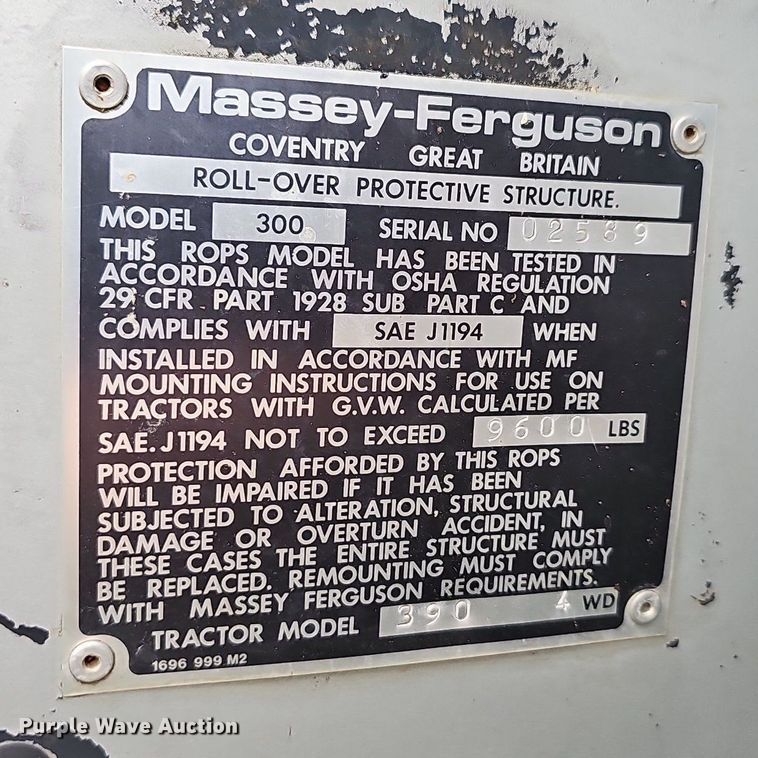 Massey-Ferguson
COVENTRY GREAT BRITAIN
ROLL-OVER PROTECTIVE STRUCTURE.
MODEL 300 SERIAL NO 02589
THIS ROPS MODEL HAS BEEN TESTED IN
ACCORDANCE WITH OSHA REGULATION
29 CFR PART 1928 SUB PART C AND
COMPLIES WITH SAE J1194 WHEN
INSTALLED IN ACCORDANCE WITH MF
MOUNTING INSTRUCTIONS FOR USE ON
TRACTORS WITH G.V.W. CALCULATED PER
SAE. J1194 NOT TO EXCEED 9600 LBS
PROTECTION AFFORDED BY THIS ROPS
WILL BE IMPAIRED IF IT HAS BEEN
SUBJECTED TO ALTERATION, STRUCTURAL
DAMAGE OR OVERTURN ACCIDENT, IN
THESE CASES THE ENTIRE STRUCTURE MUST
BE REPLACED. REMOUNTING MUST COMPLY
WITH MASSEY FERGUSON REQUIREMENTS.
TRACTOR MODEL 390 4 WD
1696 999 M2
Purple Wave Auction